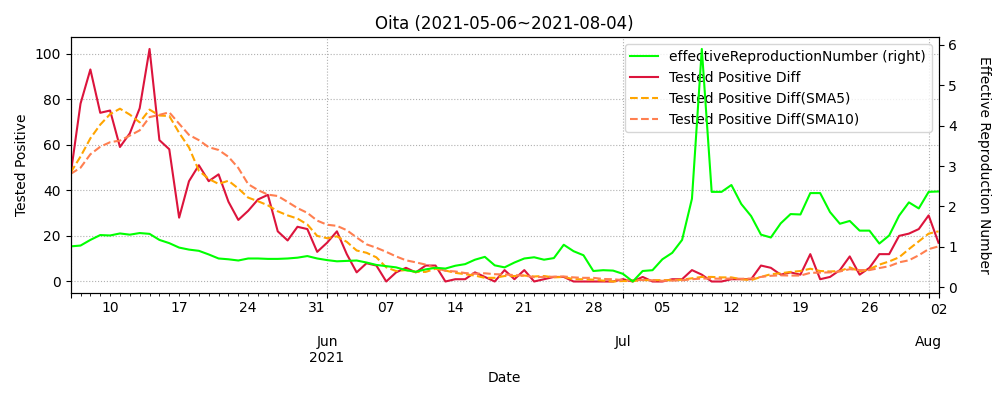 Oita (2021-05-06~2021-08-04)
effectiveReproductionNumber (right)
Tested Positive Diff
Tested Positive Diff(SMA5)
Tested Positive Diff(SMA10)
Tested Positive
100
80
60
40
20
0
Effective Reproduction Number
6
5
4
3
2
1
0
10 17 24 31 07 14 21 28 05 12 19 26 02
Jun Jul Aug
2021
Date